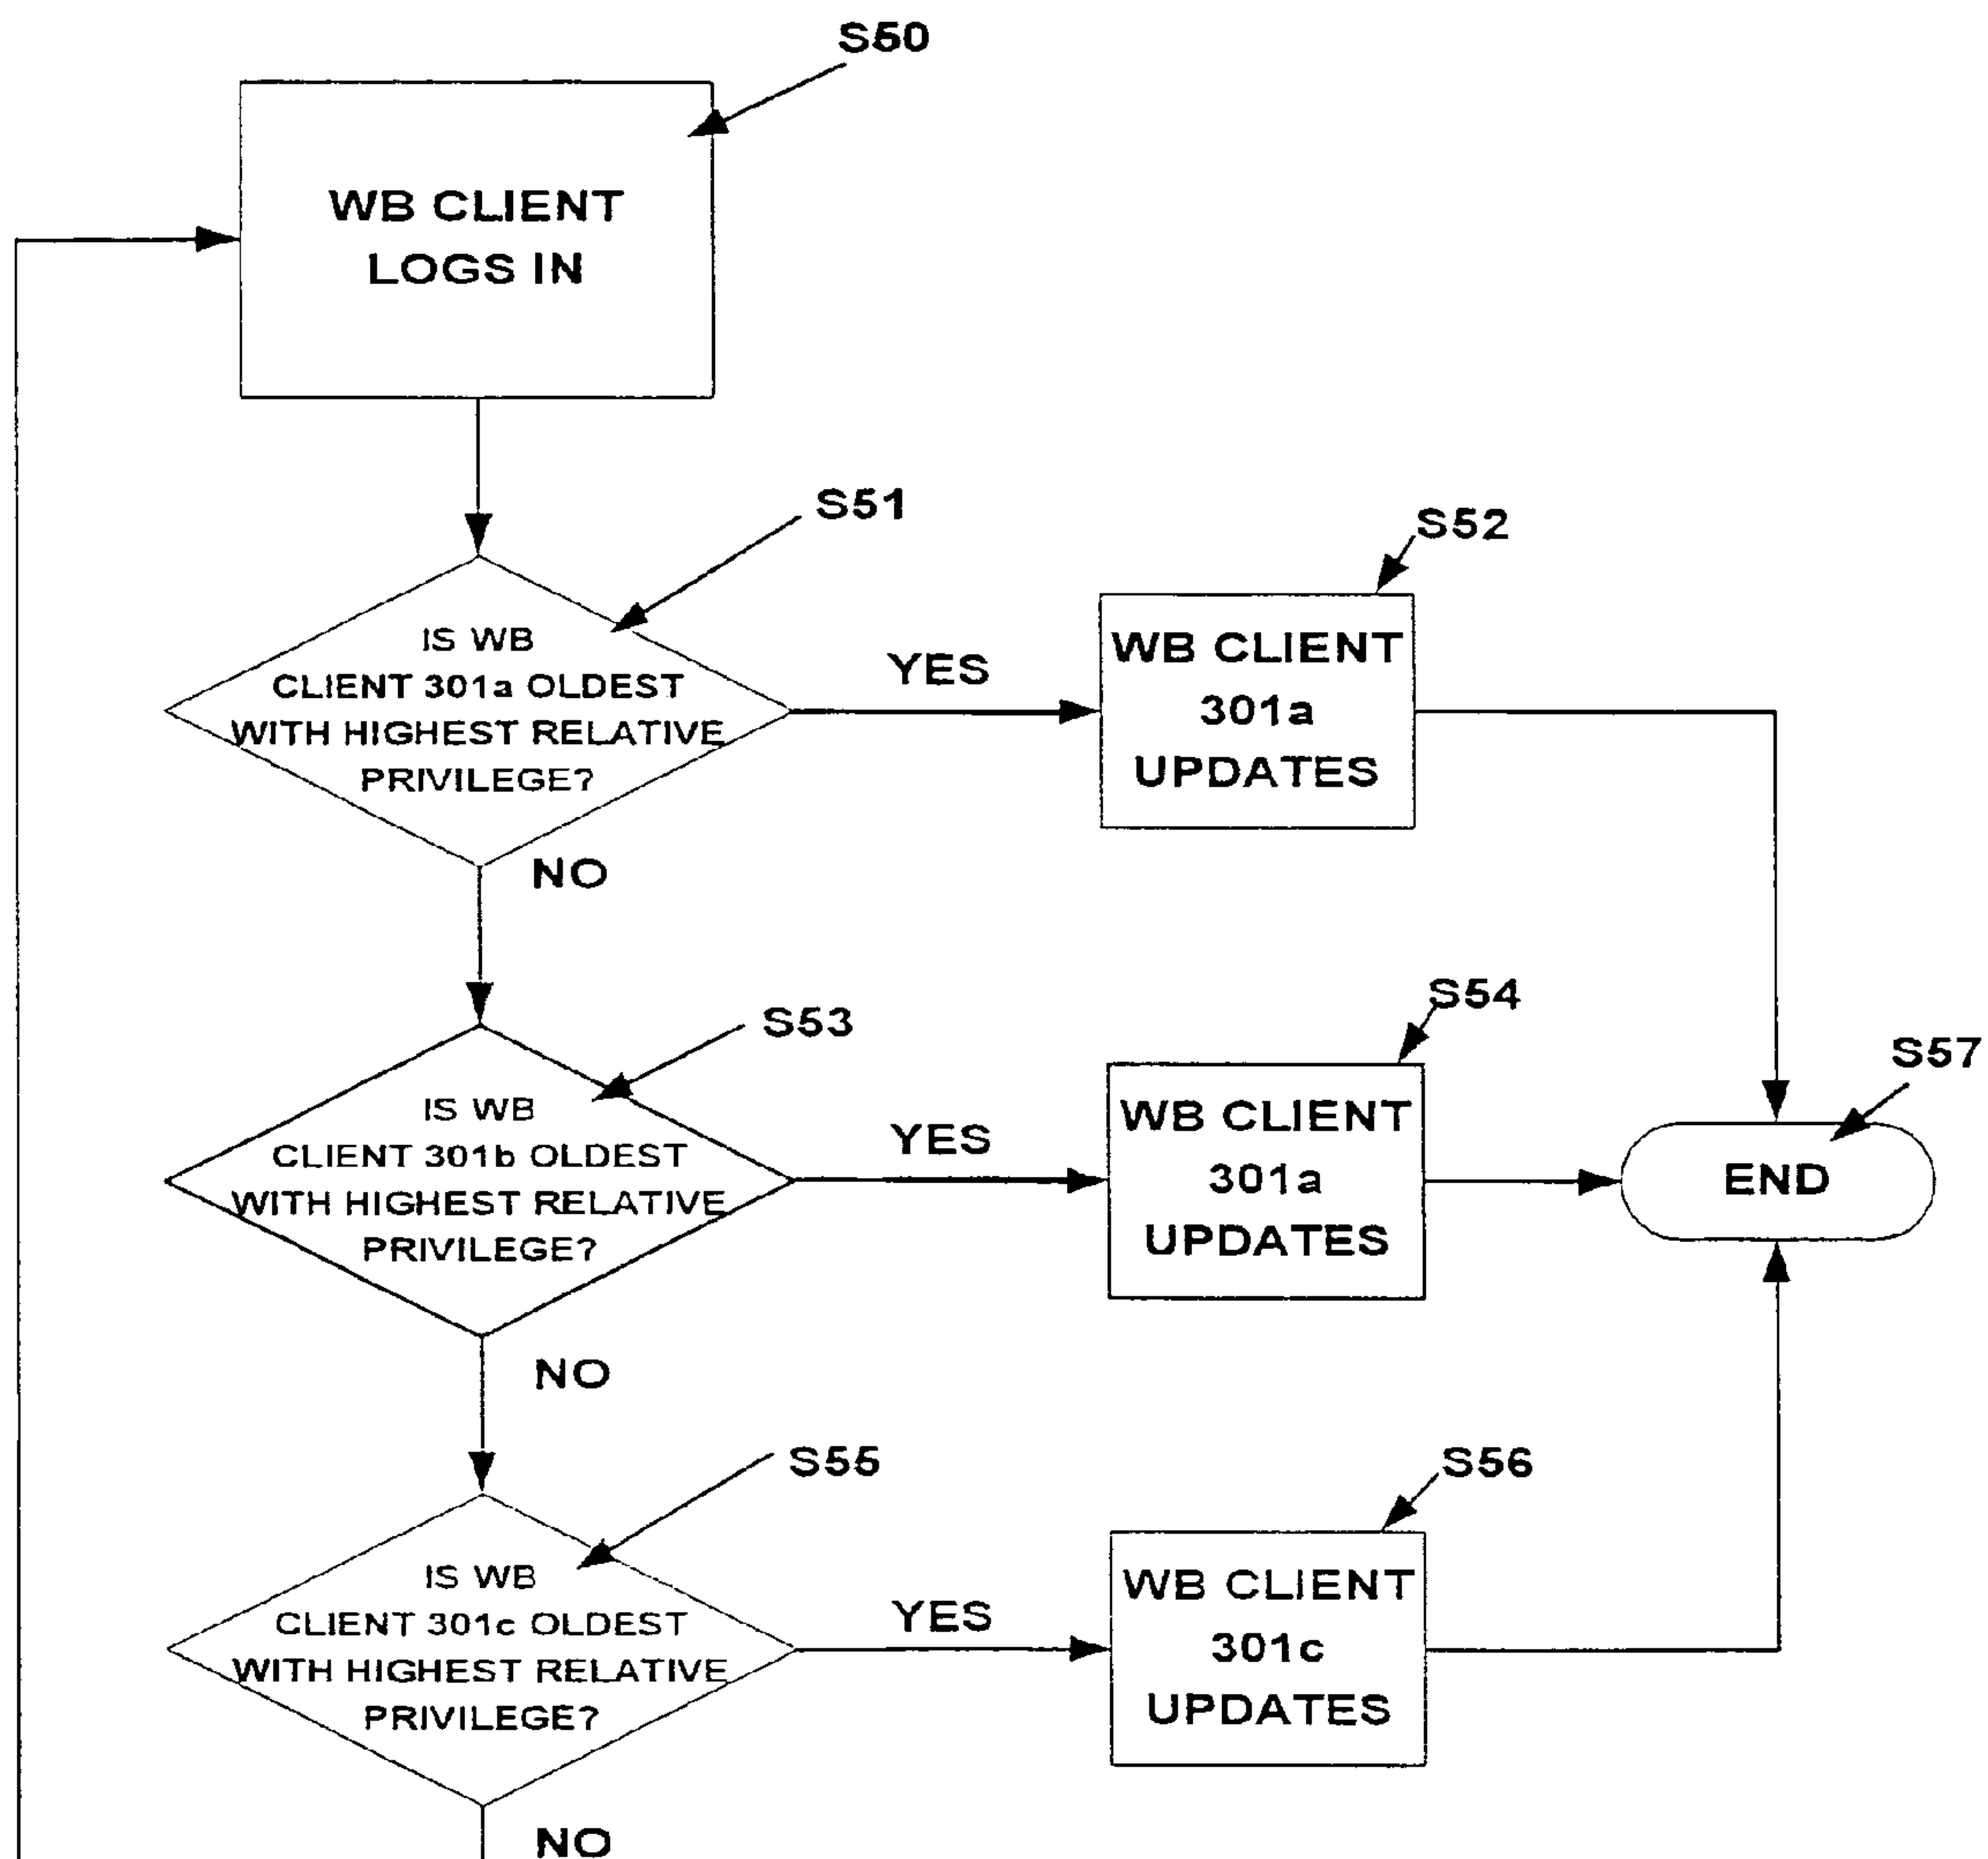 S50
WB CLIENT
LOGS IN
S51
IS WB
CLIENT 301a OLDEST
WITH HIGHEST RELATIVE
PRIVILEGE?
YES
S52
WB CLIENT
301a
UPDATES
NO
S53
IS WB
CLIENT 301b OLDEST
WITH HIGHEST RELATIVE
PRIVILEGE?
YES
S54
WB CLIENT
301a
UPDATES
S57
END
NO
S55
IS WB
CLIENT 301c OLDEST
WITH HIGHEST RELATIVE
PRIVILEGE?
YES
S56
WB CLIENT
301c
UPDATES
NO